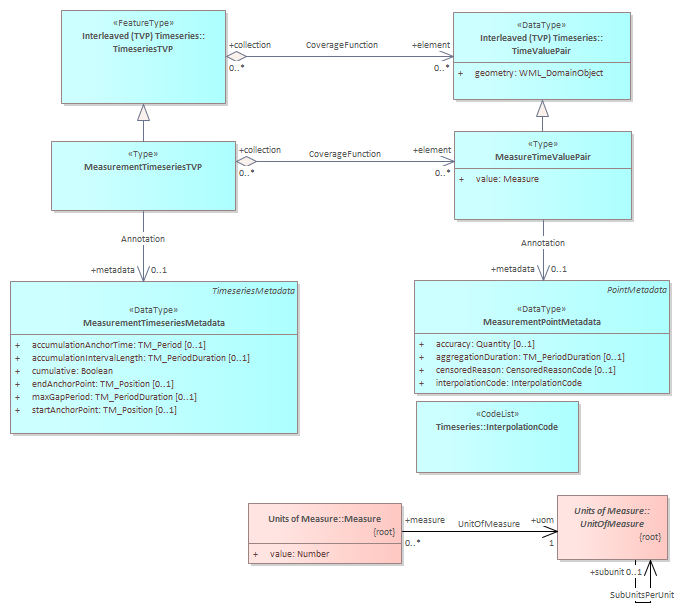 «FeatureType»
Interleaved (TVP) Timeseries::
TimeseriesTVP
+collection
CoverageFunction
+element
0..*
0..*
«DataType»
Interleaved (TVP) Timeseries::
TimeValuePair
+ geometry: WML_DomainObject
«Type»
MeasurementTimeseriesTVP
+collection
CoverageFunction
+element
0..*
0..*
«Type»
MeasureTimeValuePair
+ value: Measure
Annotation
+metadata
0..1
Annotation
+metadata
0..1
TimeseriesMetadata
«DataType»
MeasurementTimeseriesMetadata
+ accumulationAnchorTime: TM_Period [0..1]
+ accumulationIntervalLength: TM_PeriodDuration [0..1]
+ cumulative: Boolean
+ endAnchorPoint: TM_Position [0..1]
+ maxGapPeriod: TM_PeriodDuration [0..1]
+ startAnchorPoint: TM_Position [0..1]
PointMetadata
«DataType»
MeasurementPointMetadata
+ accuracy: Quantity [0..1]
+ aggregationDuration: TM_PeriodDuration [0..1]
+ censoredReason: CensoredReasonCode [0..1]
+ interpolationCode: InterpolationCode
«CodeList»
Timeseries::InterpolationCode
Units of Measure::Measure
{root}
+ value: Number
+measure
UnitOfMeasure
+uom
0..*
1
Units of Measure::
UnitOfMeasure
{root}
+subunit 0..1
SubUnitsPerUnit